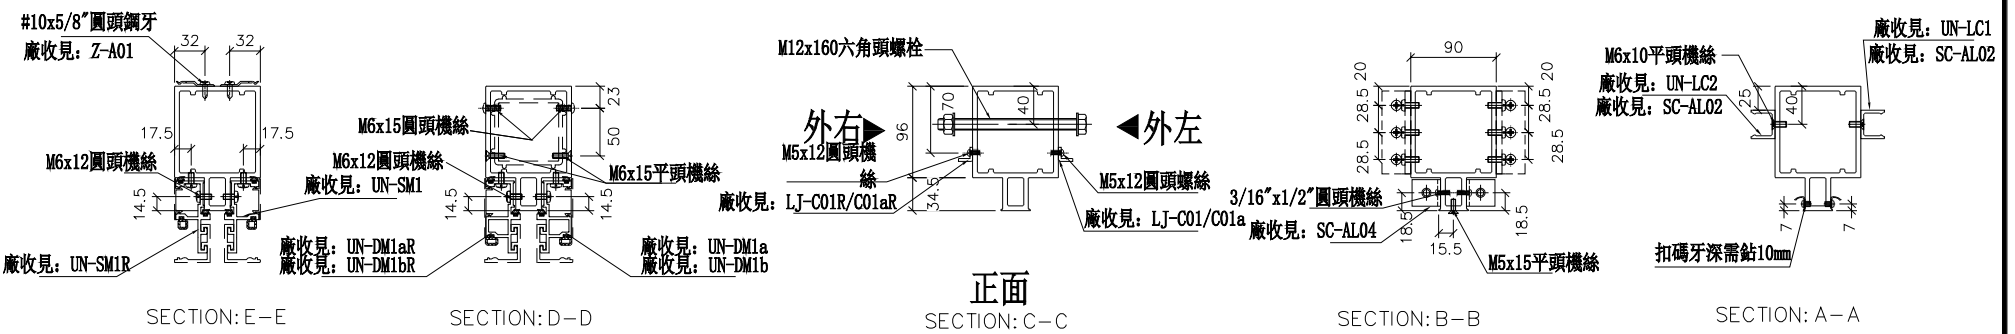 #10x5/8"圓頭鋼牙
廠收見: Z-A01
32
32
17.5
17.5
M6x12圓頭機絲
14.5
廠收見: UN-SM1
廠收見: UN-SM1R
SECTION:E-E
23
50
M6x15圓頭機絲
M6x12圓頭機絲
M6x15平頭機絲
14.5
14.5
廠收見: UN-DM1aR
廠收見: UN-DM1bR
廠收見: UN-DM1a
廠收見: UN-DM1b
SECTION:D-D
M12x160六角頭螺栓
70
40
96
34.5
外右
外左
M5x12圓頭機
絲
M5x12圓頭螺絲
廠收見: LJ-C01R/C01aR
廠收見: LJ-C01/C01a
正面
SECTION:C-C
90
20
28.5
28.5
20
28.5
28.5
3/16"x1/2"圓頭機絲
廠收見: SC-AL04
18.5
18.5
15.5
M5x15平頭機絲
SECTION:B-B
廠收見: UN-LC1
廠收見: SC-AL02
M6x10平頭機絲
廠收見: UN-LC2
廠收見: SC-AL02
25
40
7
7
扣碼牙深需鉆10mm
SECTION:A-A